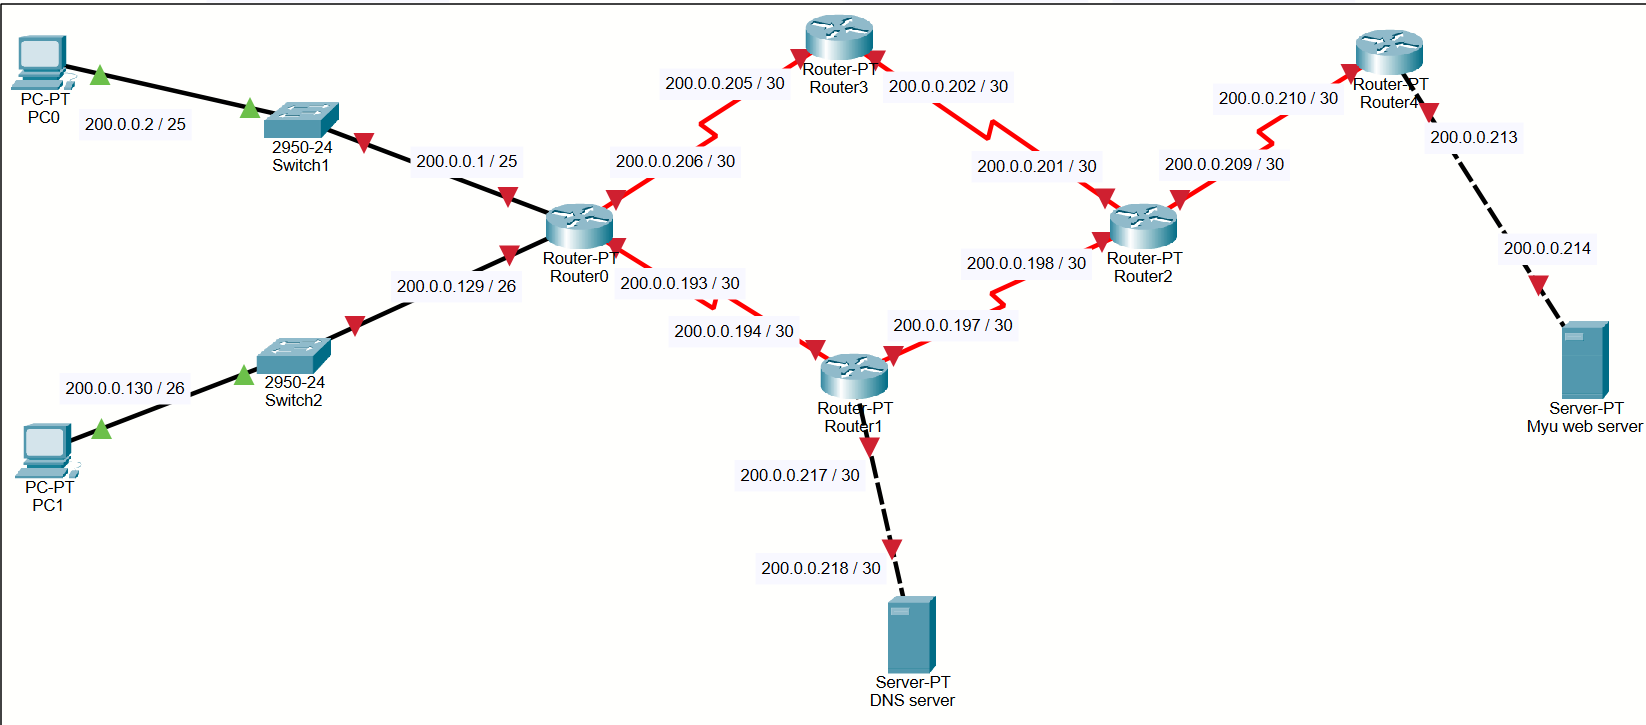 PC-PT
PC0
200.0.0.2 / 25
2950-24
Switch1
200.0.0.1 / 25
Router-PT
Router0
200.0.0.129 / 26
2950-24
Switch2
200.0.0.130 / 26
PC-PT
PC1
200.0.0.205 / 30
200.0.0.206 / 30
Router-PT
Router3
200.0.0.202 / 30
200.0.0.201 / 30
Router-PT
Router2
200.0.0.193 / 30
200.0.0.194 / 30
200.0.0.198 / 30
200.0.0.197 / 30
Router-PT
Router1
200.0.0.217 / 30
200.0.0.218 / 30
Server-PT
DNS server
200.0.0.210 / 30
200.0.0.209 / 30
Router-PT
Router4
200.0.0.213
200.0.0.214
Server-PT
Myu web server